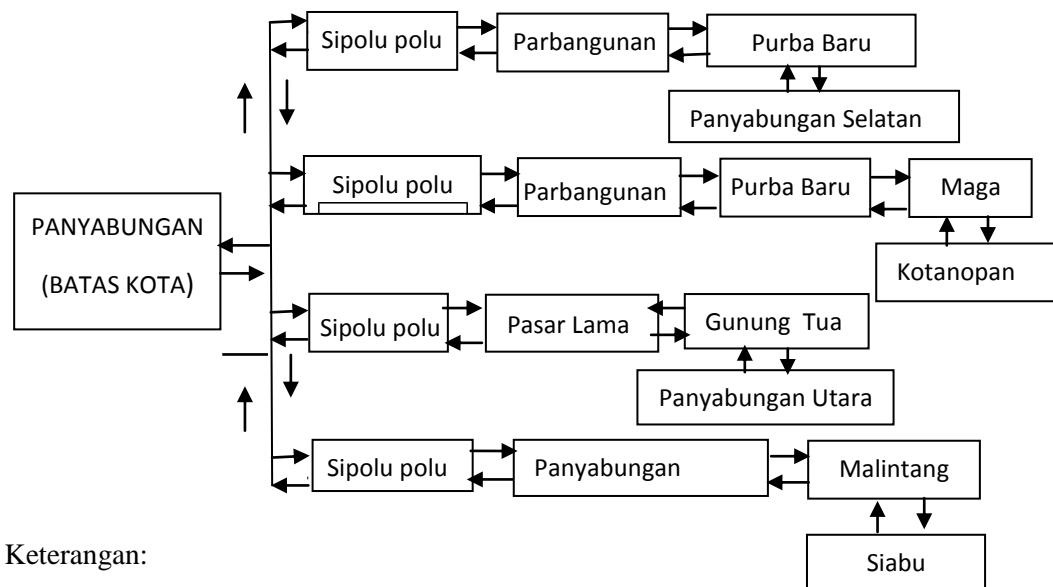 Sipolu polu
Parbangunan
Purba Baru
Panyabungan Selatan
Sipolu polu
Parbangunan
Purba Baru
Maga
Kotanopan
PANYABUNGAN
(BATAS KOTA)
Sipolu polu
Pasar Lama
Gunung Tua
Panyabungan Utara
Sipolu polu
Panyabungan
Malintang
Siabu
Keterangan: